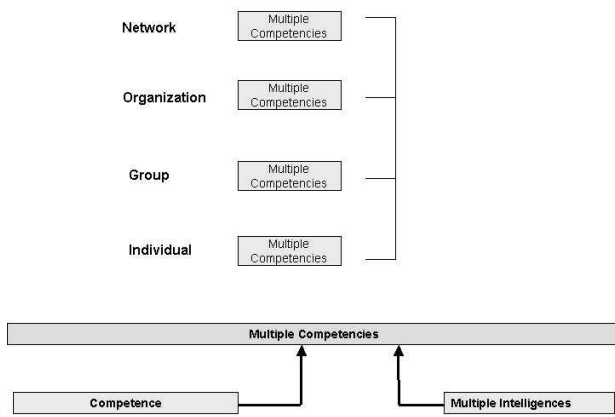 Network
Multiple
Competencies
Organization
Multiple
Competencies
Group
Multiple
Competencies
Individual
Multiple
Competencies
Multiple Competencies
Competence
Multiple Intelligences